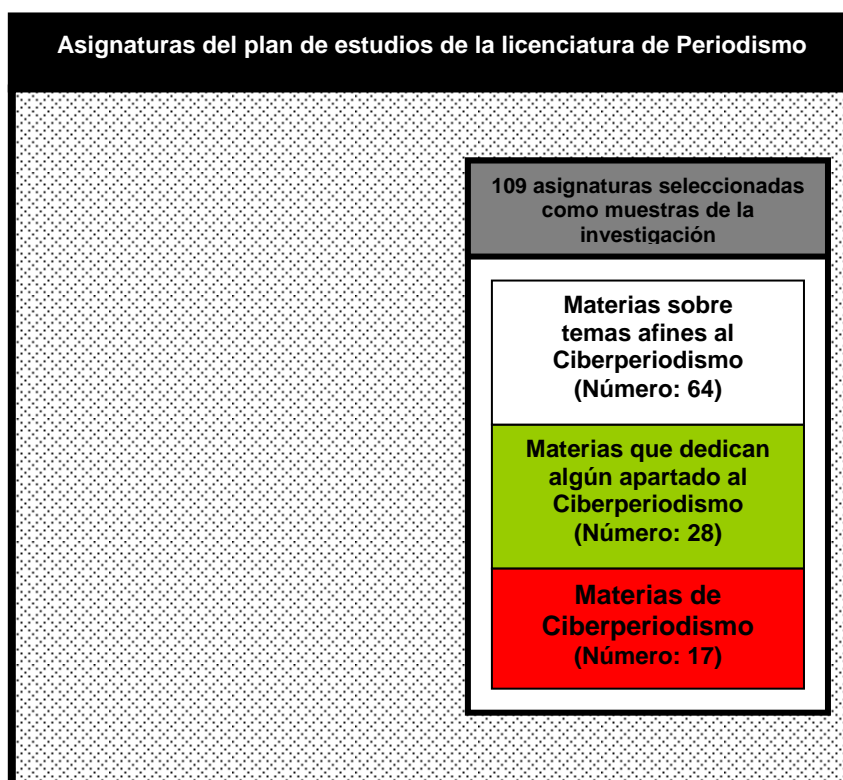 Asignaturas del plan de estudios de la licenciatura de Periodismo
109 asignaturas seleccionadas
como muestras de la
investigación
Materias sobre
temas afines al
Ciberperiodismo
(Número: 64)
Materias que dedican
algún apartado al
Ciberperiodismo
(Número: 28)
Materias de
Ciberperiodismo
(Número: 17)